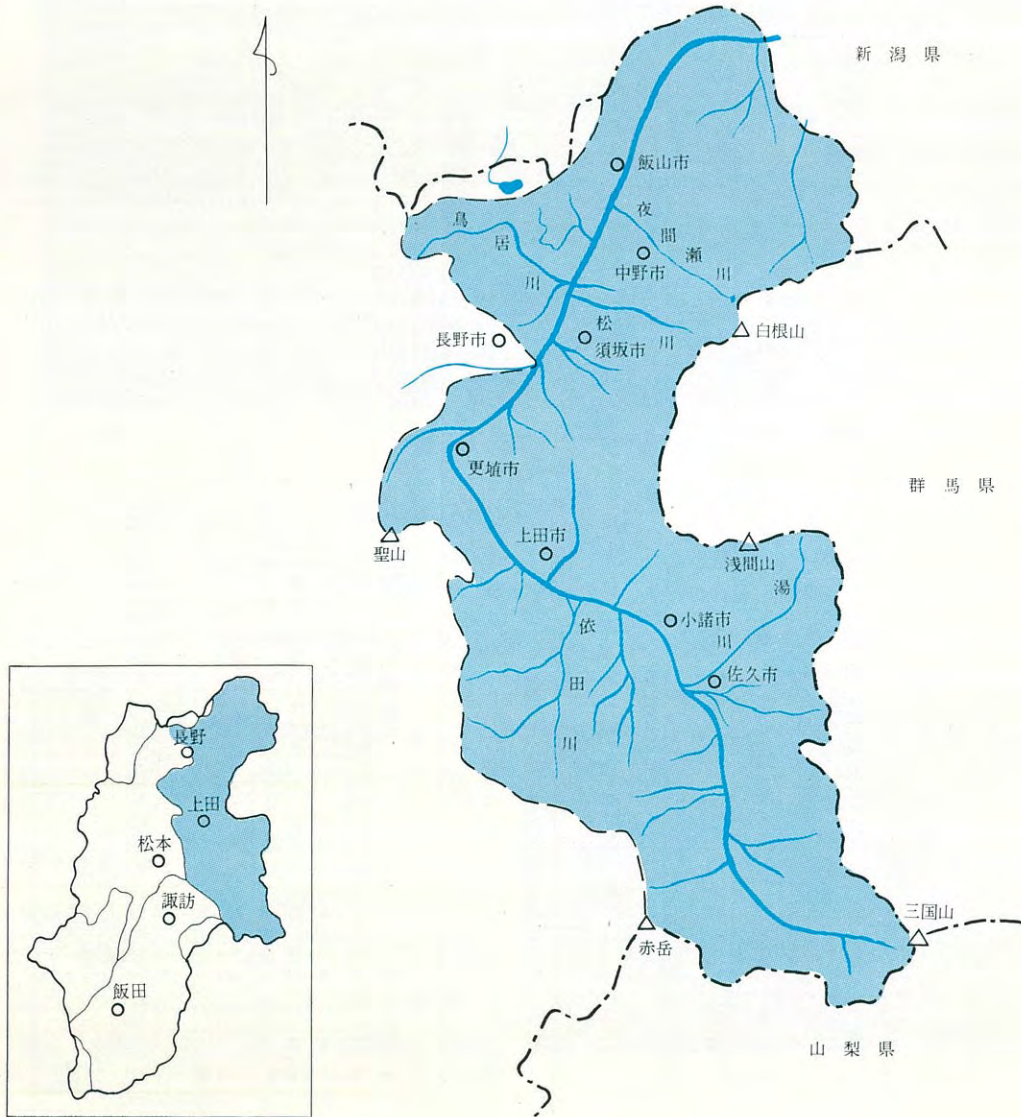 新潟県
飯山市
夜間瀬川
鳥居川
中野市
白根山
長野市
松川
須坂市
更埴市
群馬県
聖山
上田市
浅間山
湯川
小諸市
依田川
佐久市
長野
上田
松本
諏訪
飯田
赤岳
三国山
山梨県